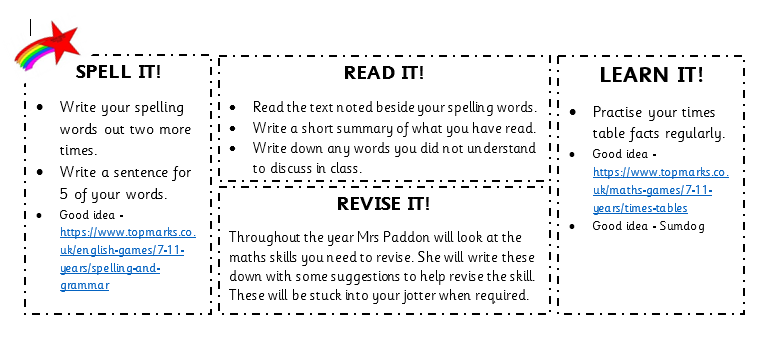 SPELL IT!
• Write your spelling
words out two more
times.
• Write a sentence for
5 of your words.
• Good idea -
https://www.topmarks.co.
uk/english-games/7-11-
years/spelling-and-
grammar
READ IT!
• Read the text noted beside your spelling words.
• Write a short summary of what you have read.
• Write down any words you did not understand
to discuss in class.
REVISE IT!
Throughout the year Mrs Paddon will look at the
maths skills you need to revise. She will write these
down with some suggestions to help revise the skill.
These will be stuck into your jotter when required.
LEARN IT!
• Practise your times
table facts regularly.
• Good idea -
https://www.topmarks.co.
uk/maths-games/7-11-
years/times-tables
• Good idea - Sumdog